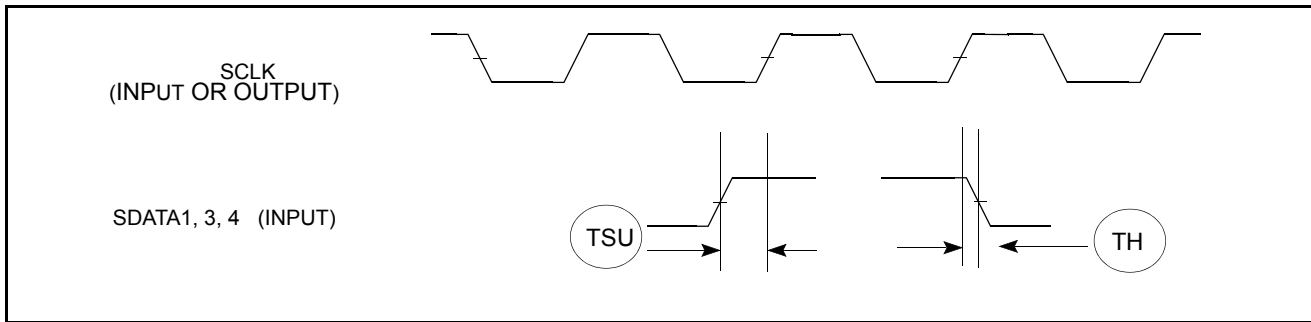 SCLK
(INPUT OR OUTPUT)
SDATA1, 3, 4 (INPUT)
TSU
TH